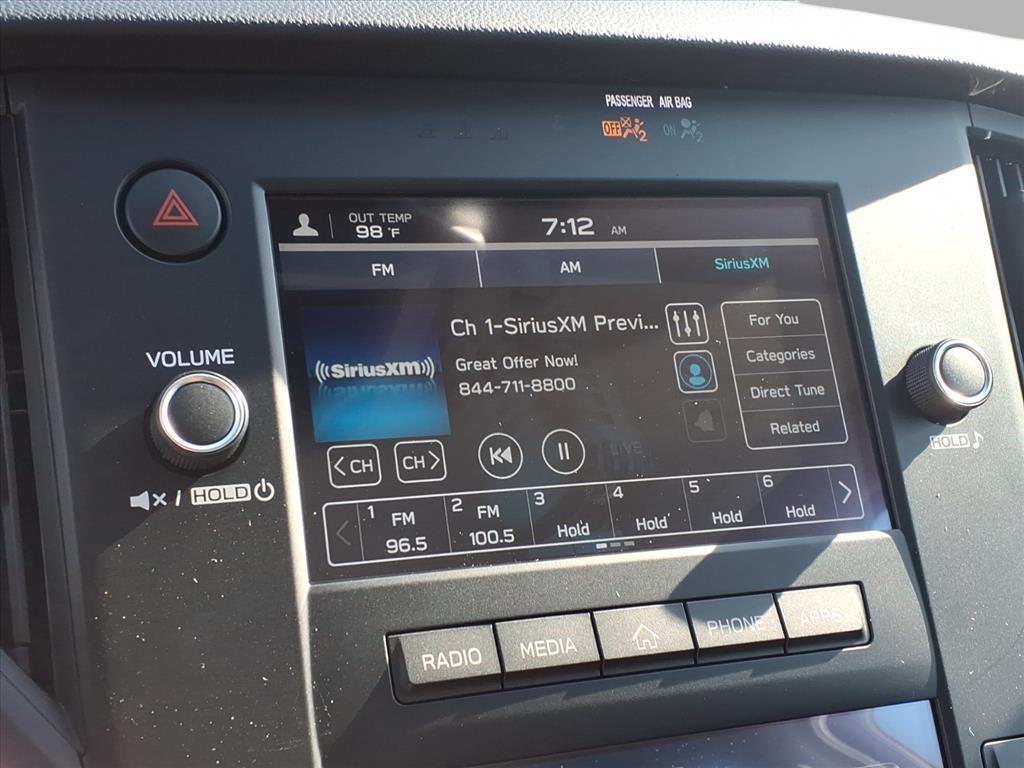 PASSENGER AIR BAG
OFF 2 ON 2
OUT TEMP
98 °F
7:12 AM
FM
AM
SiriusXM
((SiriusXM))
Ch 1-SiriusXM Previ...
Great Offer Now!
844-711-8800
For You
Categories
Direct Tune
Related
VOLUME
HOLD
TUNE
HOLD
<CH
CH>
LIVE
1 FM 96.5
2 FM 100.5
3 Hold
4 Hold
5 Hold
6 Hold
RADIO
MEDIA
PHONE
APPS